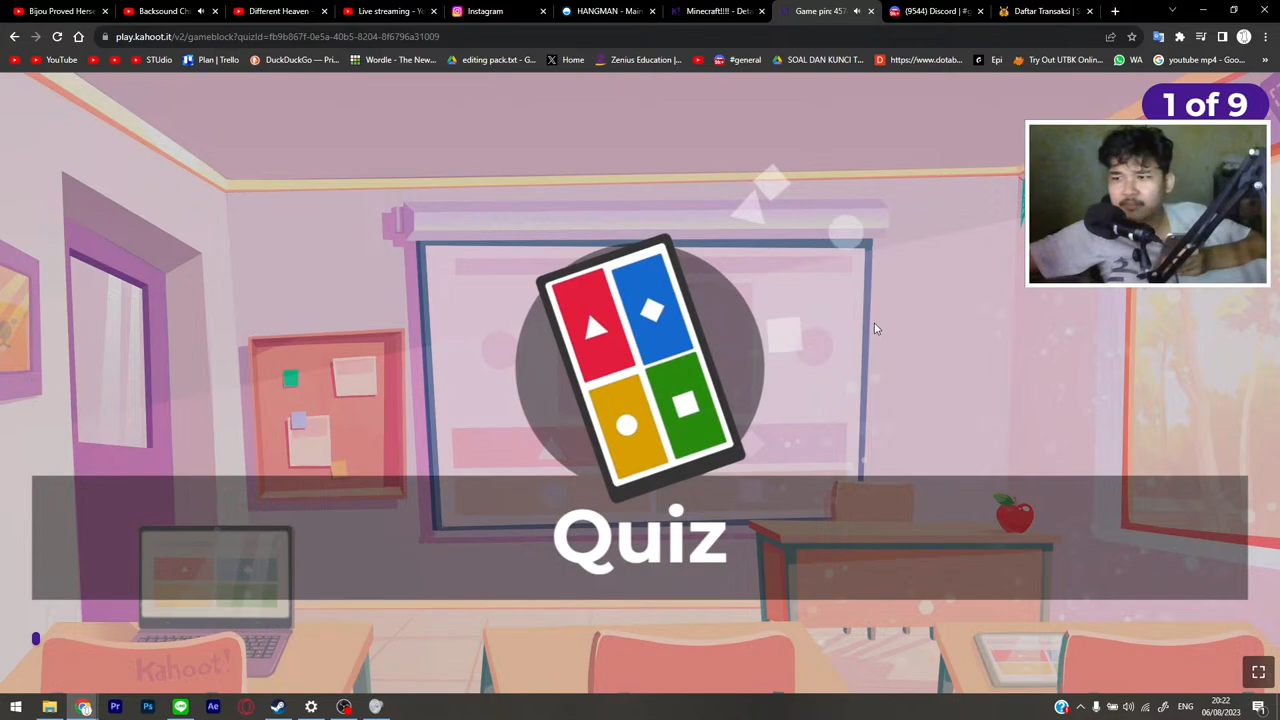 Bijou Proved Herse
Backsound Ch
Different Heaven -
Live streaming - Yo
Instagram
HANGMAN - Main
Minecraft!!!! - Deta
Game pin: 457
(9544) Discord | #g
Daftar Transaksi | S
play.kahoot.it/v2/gameblock?quizId=fb9b867f-0e5a-40b5-8204-8f6796a31009
YouTube
STUdio
Plan | Trello
DuckDuckGo — Pri...
Wordle - The New...
editing pack.txt - G...
Home
Zenius Education |...
#general
SOAL DAN KUNCI T...
https://www.dotab...
Epi
Try Out UTBK Onlin...
WA
youtube mp4 - Goo...
1 of 9
Quiz
Kahoot!
ENG
20:22
06/08/2023